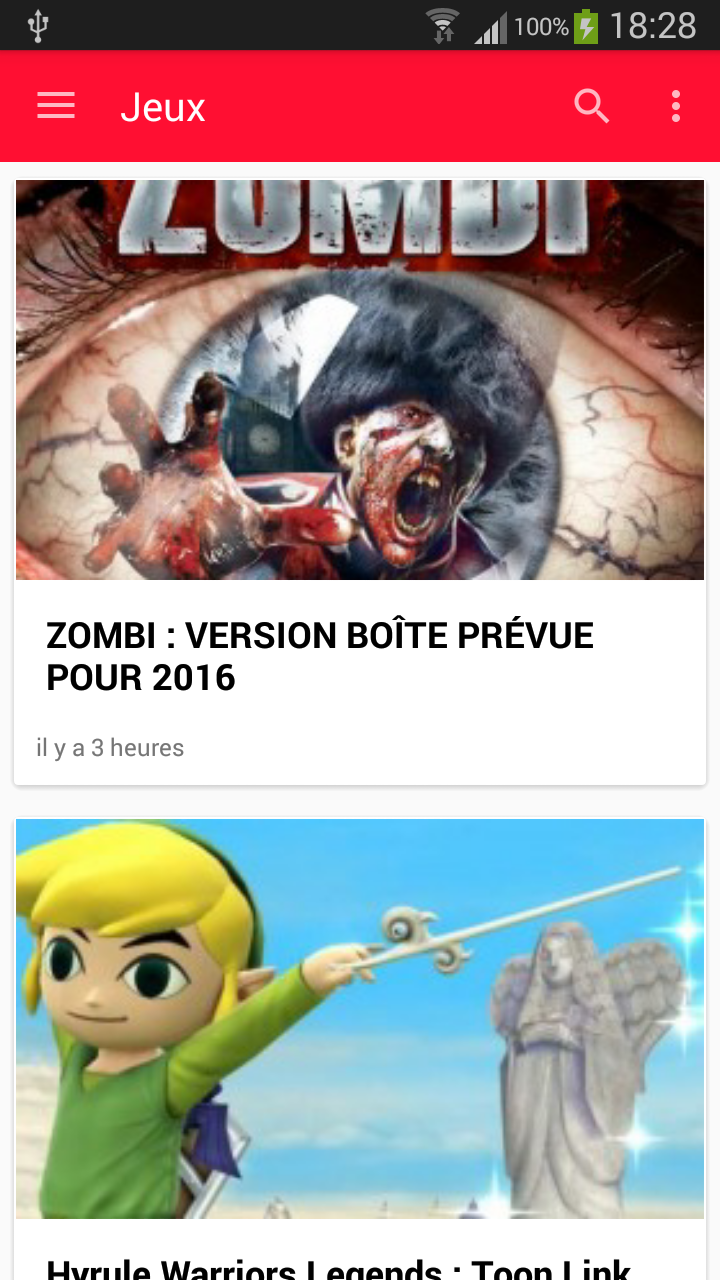 100% 18:28
Jeux
ZOMBI
ZOMBI : VERSION BOÎTE PRÉVUE
POUR 2016
il y a 3 heures
Hyrule Warriors Legends : Toon Link